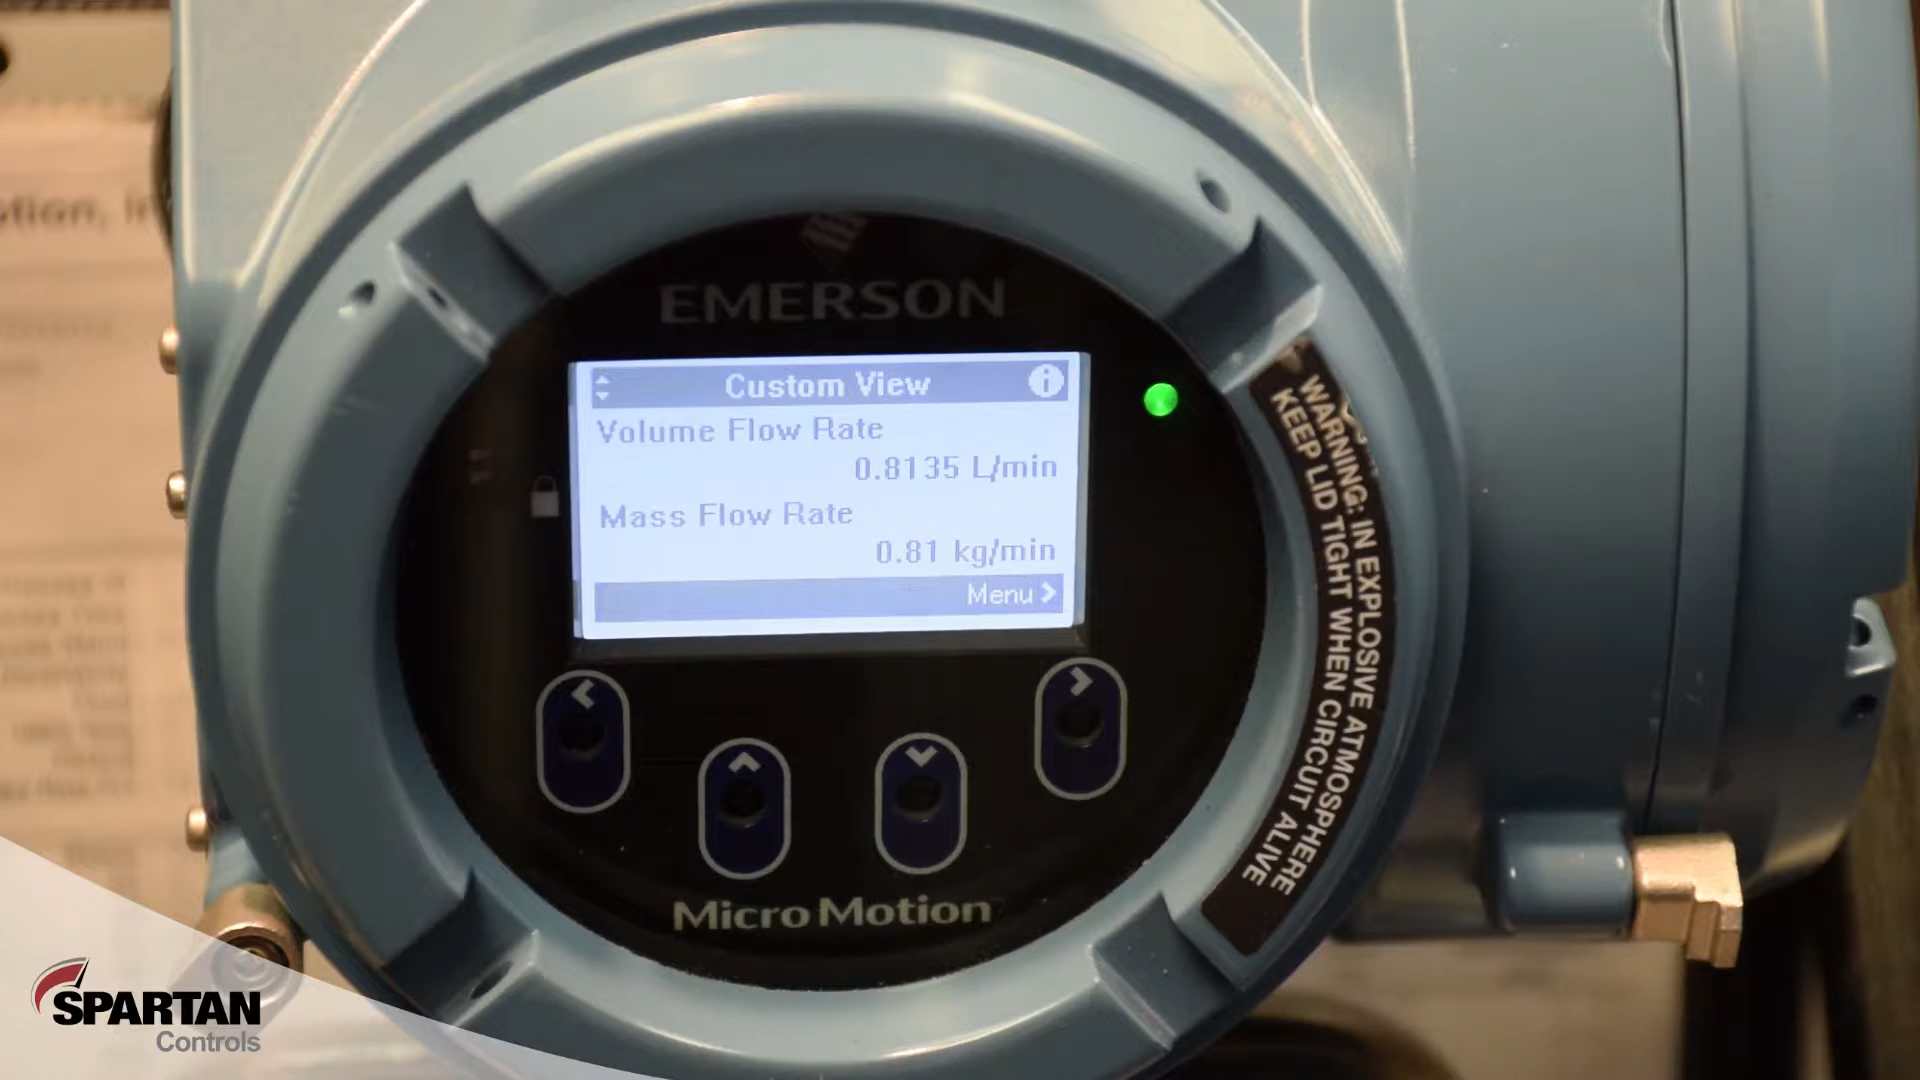 EMERSON
Custom View
Volume Flow Rate
0.8135 L/min
Mass Flow Rate
0.81 kg/min
Menu
Micro Motion
WARNING: IN EXPLOSIVE ATMOSPHERE
KEEP LID TIGHT WHEN CIRCUIT ALIVE
SPARTAN
Controls